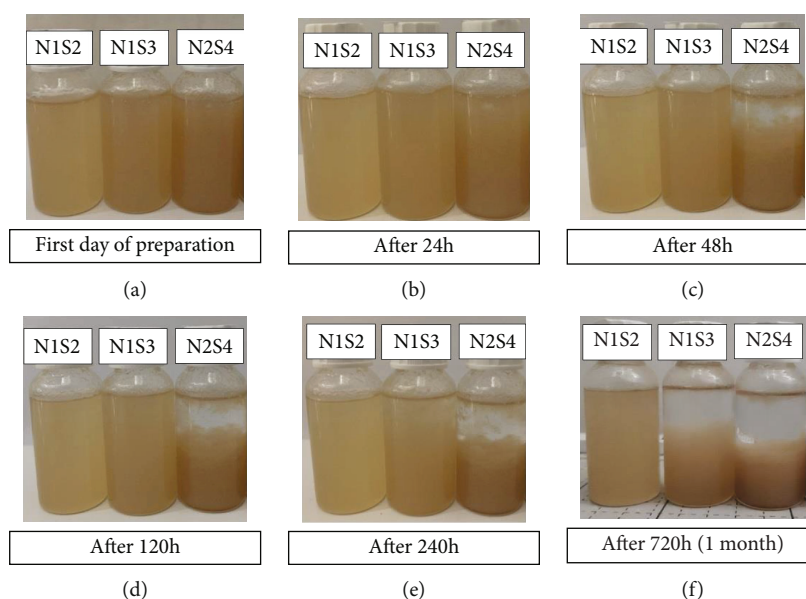 N1S2 N1S3 N2S4
First day of preparation
(a)
N1S2 N1S3 N2S4
After 24h
(b)
N1S2 N1S3 N2S4
After 48h
(c)
N1S2 N1S3 N2S4
After 120h
(d)
N1S2 N1S3 N2S4
After 240h
(e)
N1S2 N1S3 N2S4
After 720h (1 month)
(f)